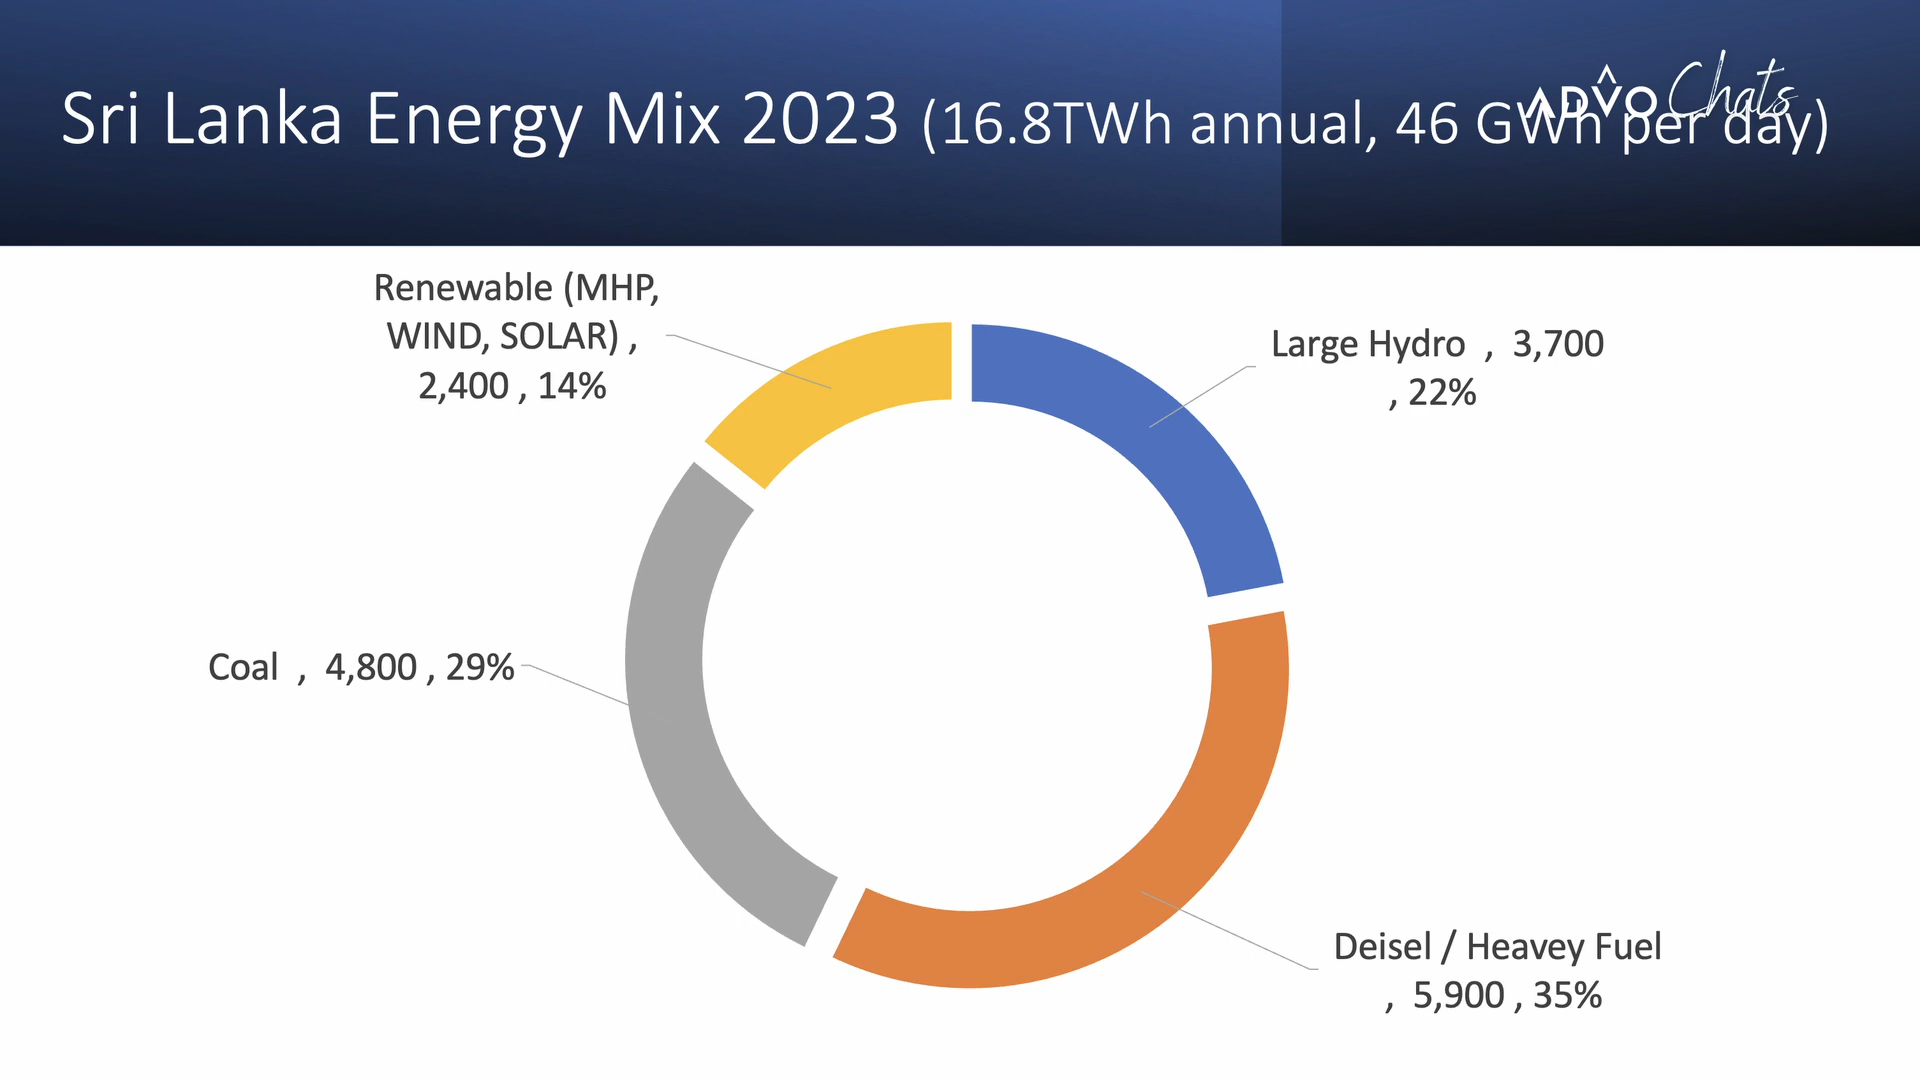 Sri Lanka Energy Mix 2023 (16.8TWh annual, 46 GWh per day)
ADVO Chats
Renewable (MHP,
WIND, SOLAR) ,
2,400 , 14%
Large Hydro , 3,700
, 22%
Coal , 4,800 , 29%
Deisel / Heavey Fuel
, 5,900 , 35%